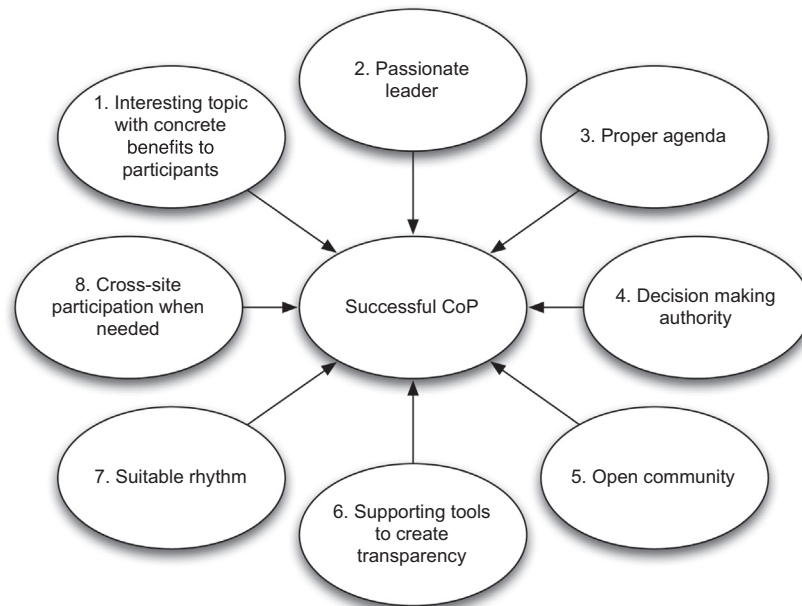 1. Interesting topic
with concrete
benefits to
participants
2. Passionate
leader
3. Proper agenda
8. Cross-site
participation when
needed
Successful CoP
4. Decision making
authority
7. Suitable rhythm
6. Supporting tools
to create
transparency
5. Open community